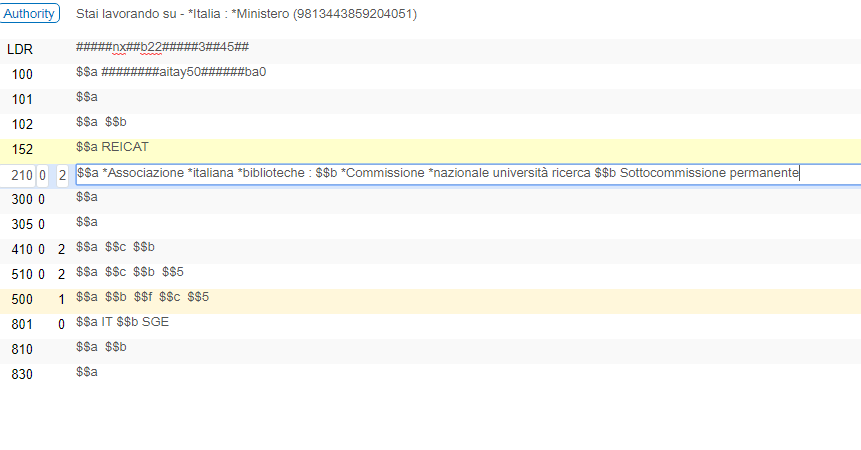 Authority Stai lavorando su - *Italia : *Ministero (9813443859204051)
LDR #####nx##b22#####3##45##
100 $$a ########aitay50######ba0
101 $$a
102 $$a $$b
152 $$a REICAT
210 0 2 $$a *Associazione *italiana *biblioteche : $$b *Commissione *nazionale università ricerca $$b Sottocommissione permanente
300 0 $$a
305 0 $$a
410 0 2 $$a $$c $$b
510 0 2 $$a $$c $$b $$5
500 1 $$a $$b $$f $$c $$5
801 0 $$a IT $$b SGE
810 $$a $$b
830 $$a